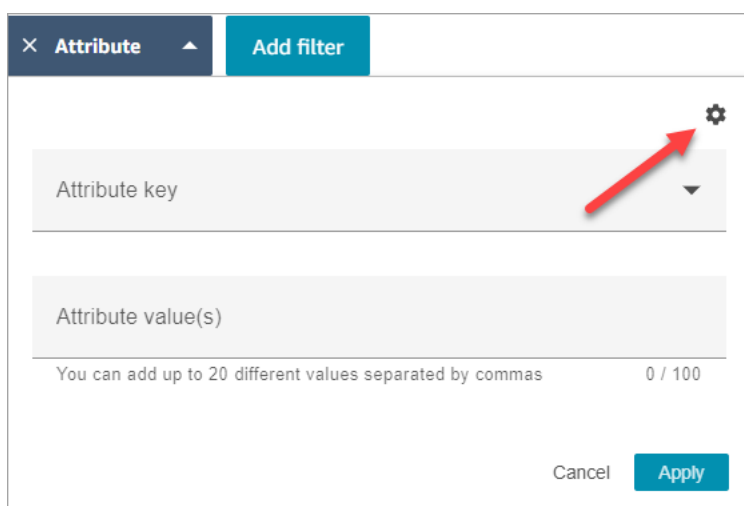 Attribute
Add filter
Attribute key
Attribute value(s)
You can add up to 20 different values separated by commas 0 / 100
Cancel Apply